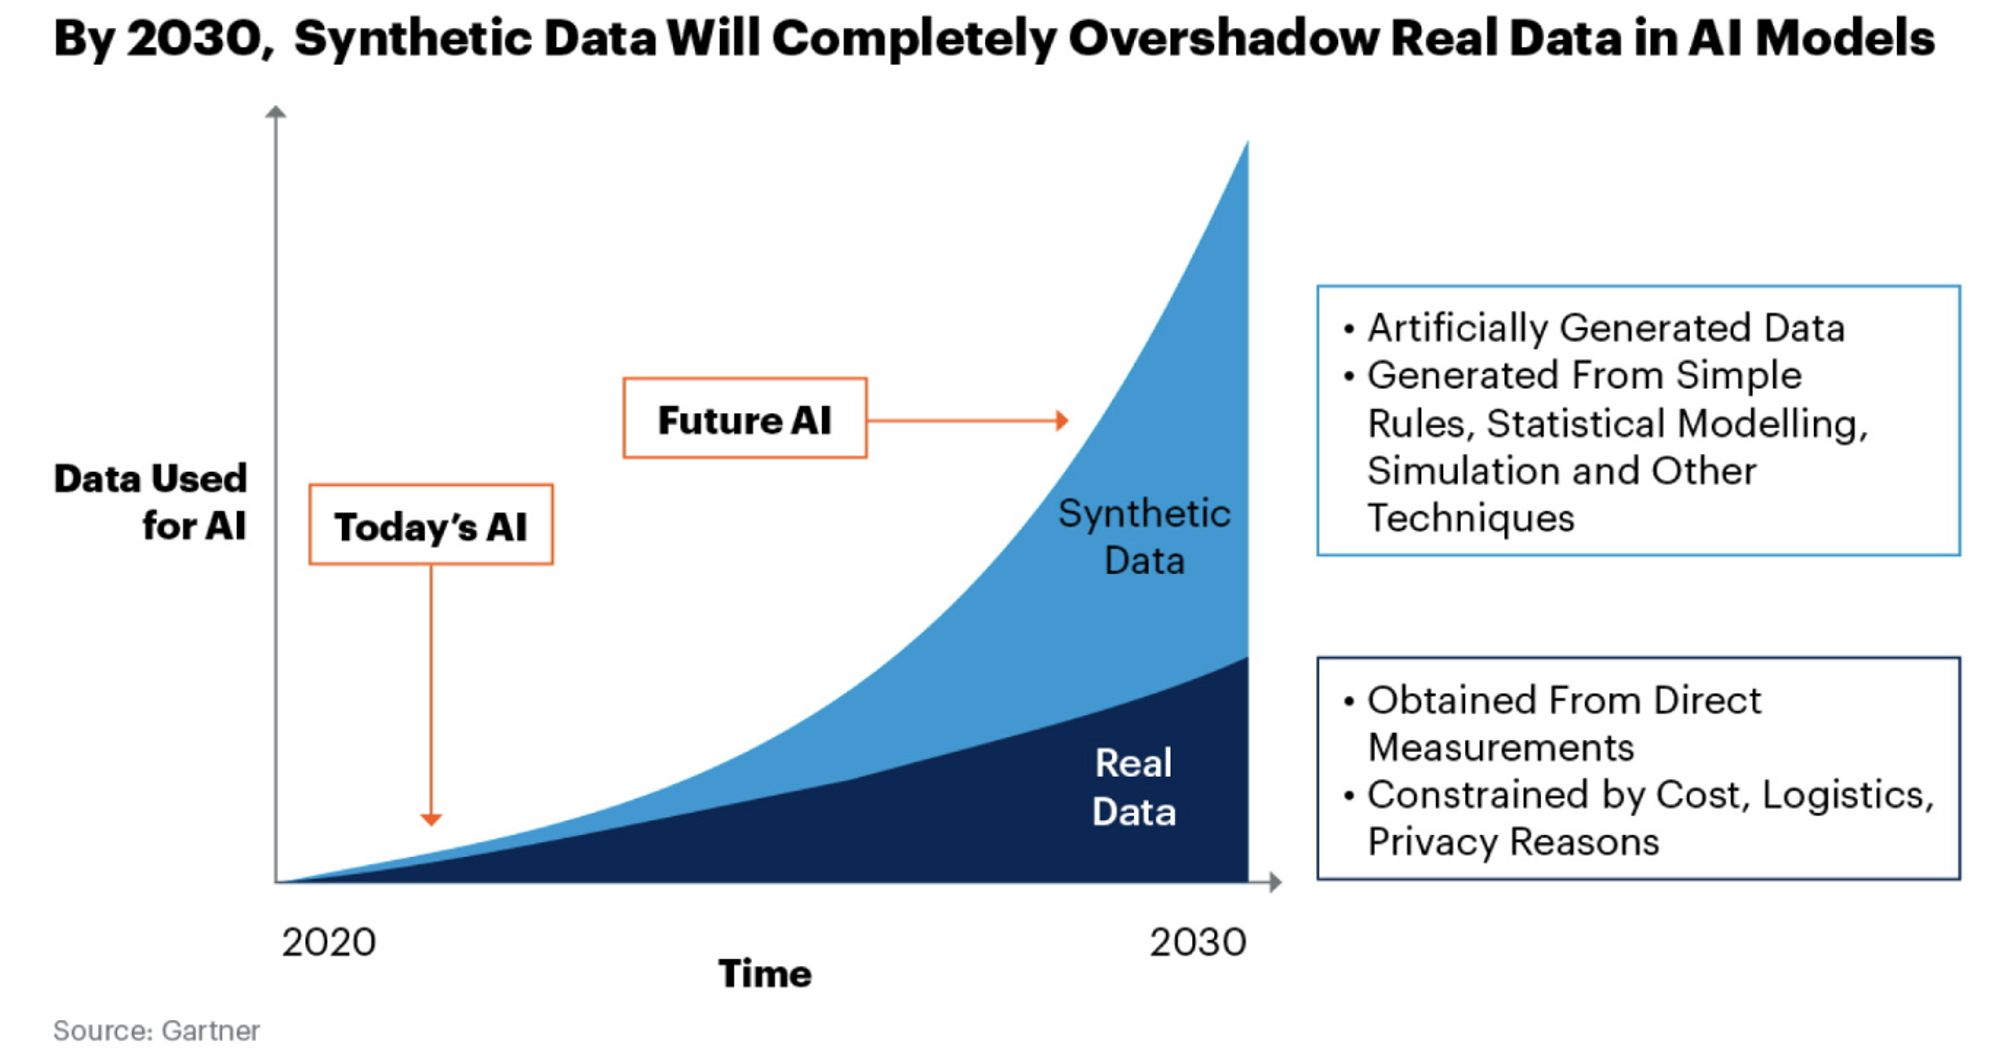 By 2030, Synthetic Data Will Completely Overshadow Real Data in AI Models
Data Used
for AI
Today's AI
Future AI
Synthetic
Data
Real
Data
• Artificially Generated Data
• Generated From Simple
Rules, Statistical Modelling,
Simulation and Other
Techniques
• Obtained From Direct
Measurements
• Constrained by Cost, Logistics,
Privacy Reasons
2020
2030
Time
Source: Gartner